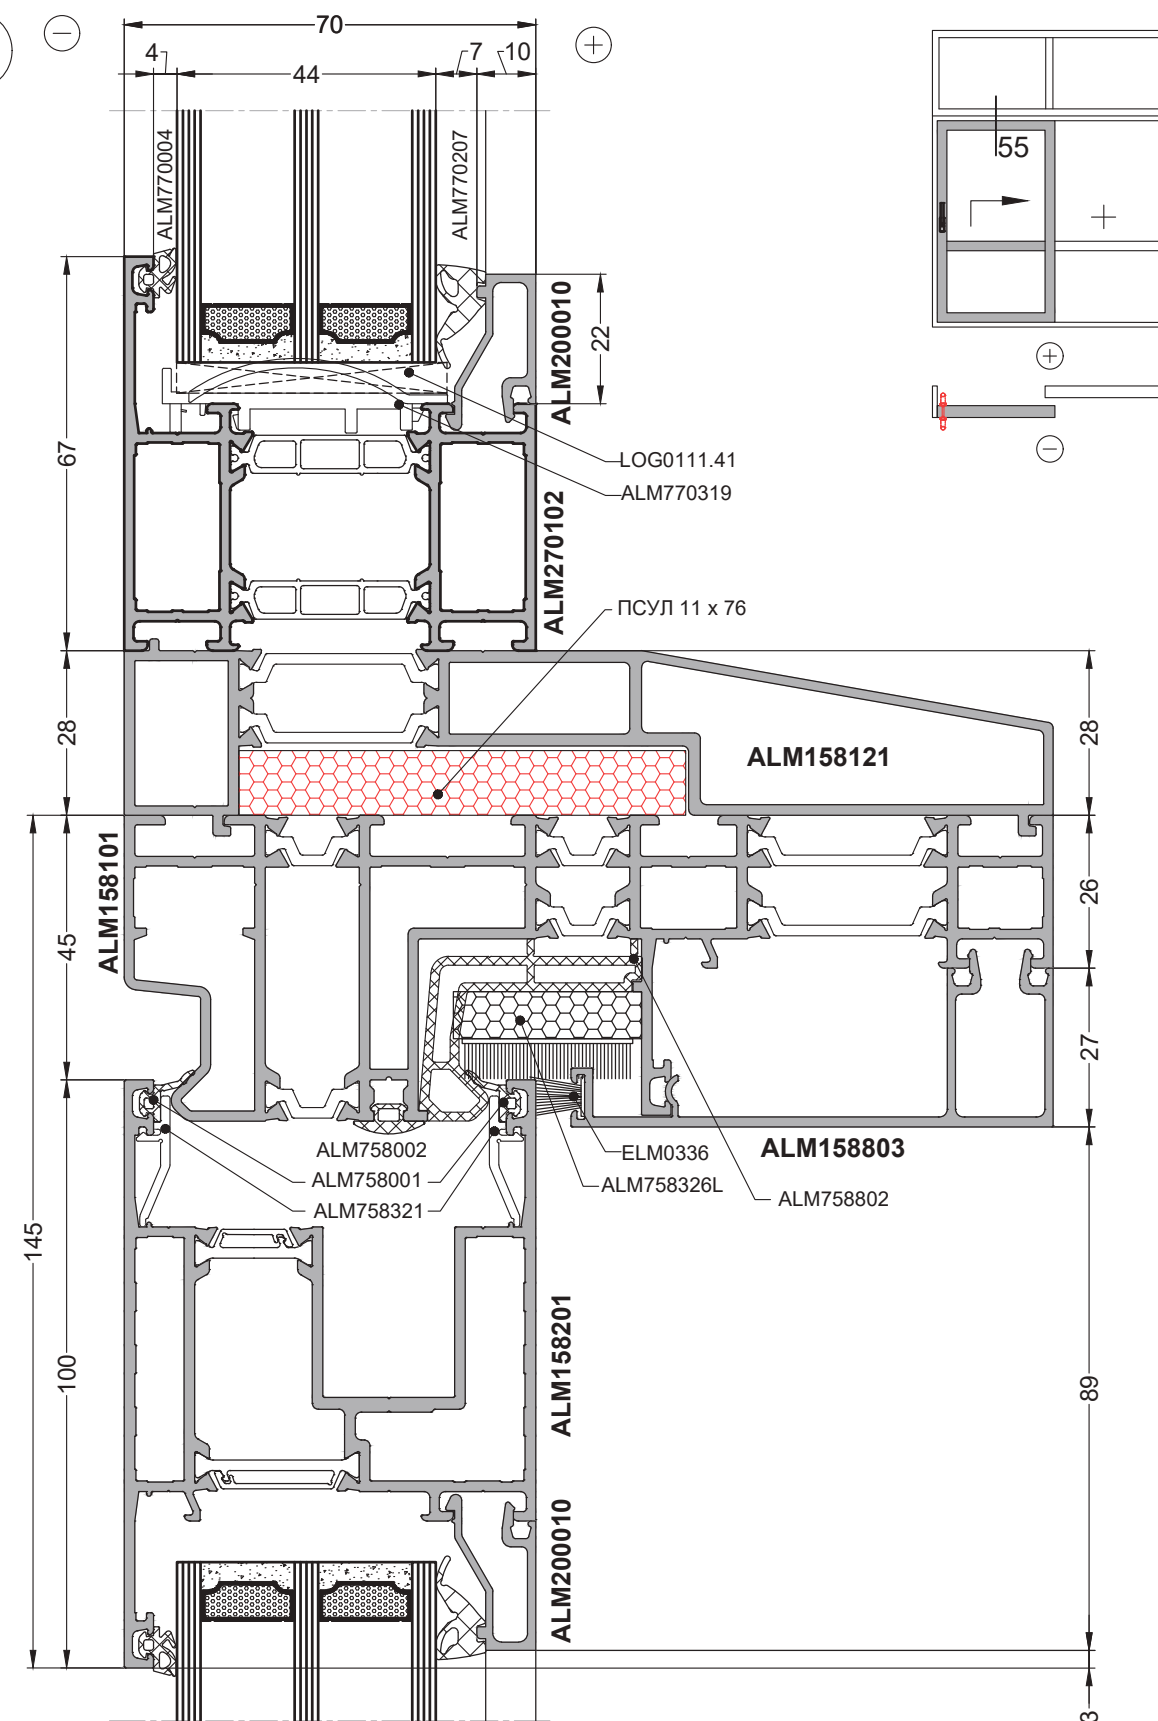 70
4
44
7
10
ALM770004
ALM770207
55
22
ALM200010
67
LOG0111.41
ALM770319
ALM270102
ПСУЛ 11 x 76
28
ALM158121
28
ALM158101
45
26
27
ALM758002
ALM758001
ALM758321
ELM0336
ALM758326L
ALM158803
ALM758802
145
100
ALM158201
89
ALM200010
3